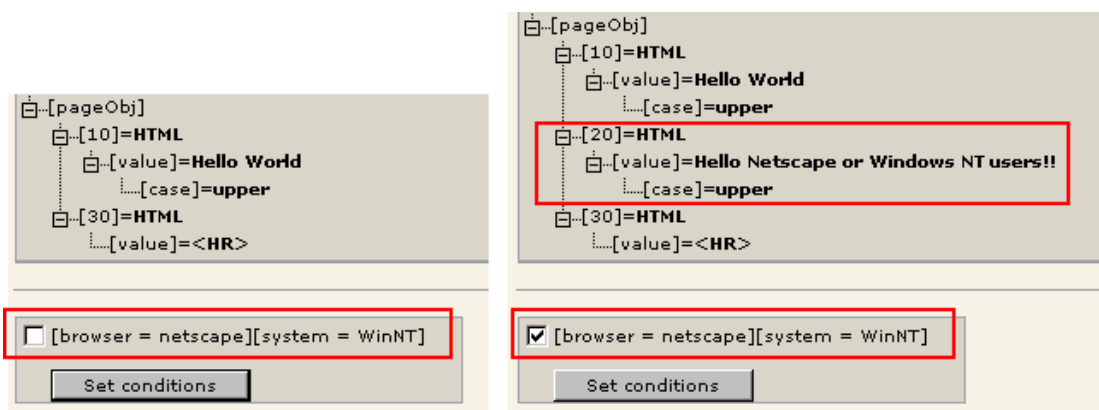 [pageObj]
[10]=HTML
[value]=Hello World
[case]=upper
[30]=HTML
[value]=<HR>
[browser = netscape][system = WinNT]
Set conditions
[pageObj]
[10]=HTML
[value]=Hello World
[case]=upper
[20]=HTML
[value]=Hello Netscape or Windows NT users!!
[case]=upper
[30]=HTML
[value]=<HR>
[browser = netscape][system = WinNT]
Set conditions